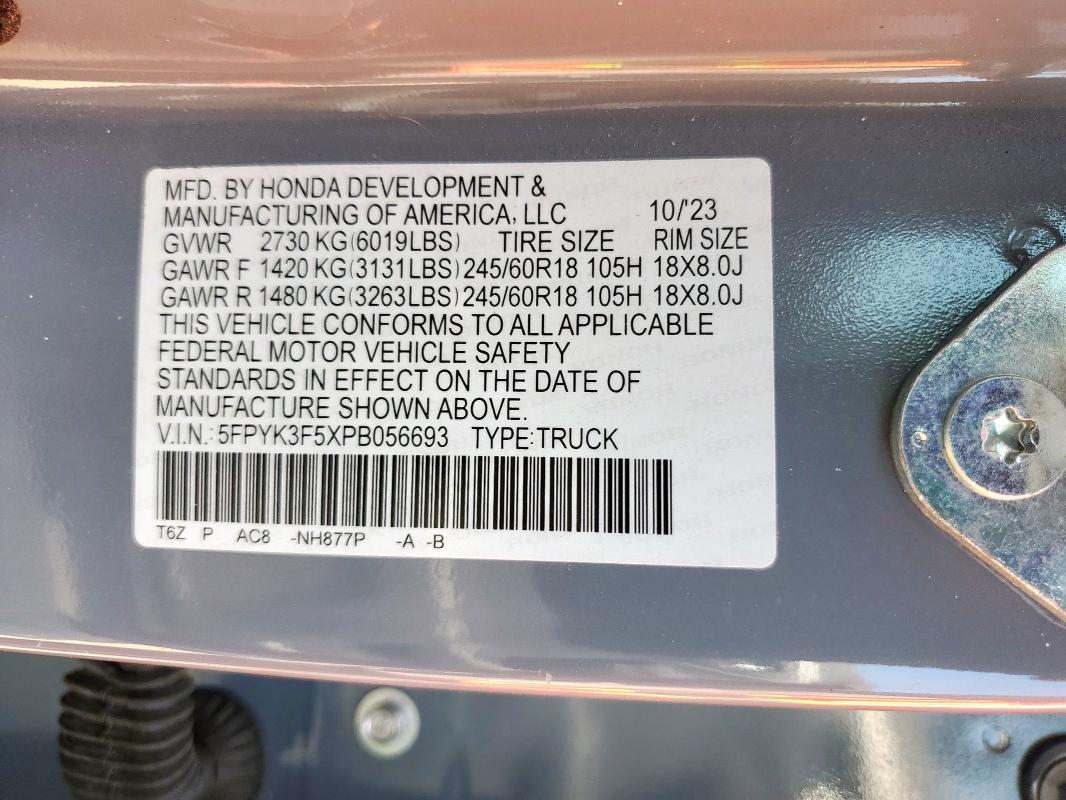 MFD. BY HONDA DEVELOPMENT &
MANUFACTURING OF AMERICA, LLC 10/'23
GVWR 2730 KG(6019LBS) TIRE SIZE RIM SIZE
GAWR F 1420 KG(3131LBS) 245/60R18 105H 18X8.0J
GAWR R 1480 KG(3263LBS) 245/60R18 105H 18X8.0J
THIS VEHICLE CONFORMS TO ALL APPLICABLE
FEDERAL MOTOR VEHICLE SAFETY
STANDARDS IN EFFECT ON THE DATE OF
MANUFACTURE SHOWN ABOVE.
V.I.N.: 5FPYK3F5XPB056693 TYPE:TRUCK
T6Z P AC8 -NH877P -A -B